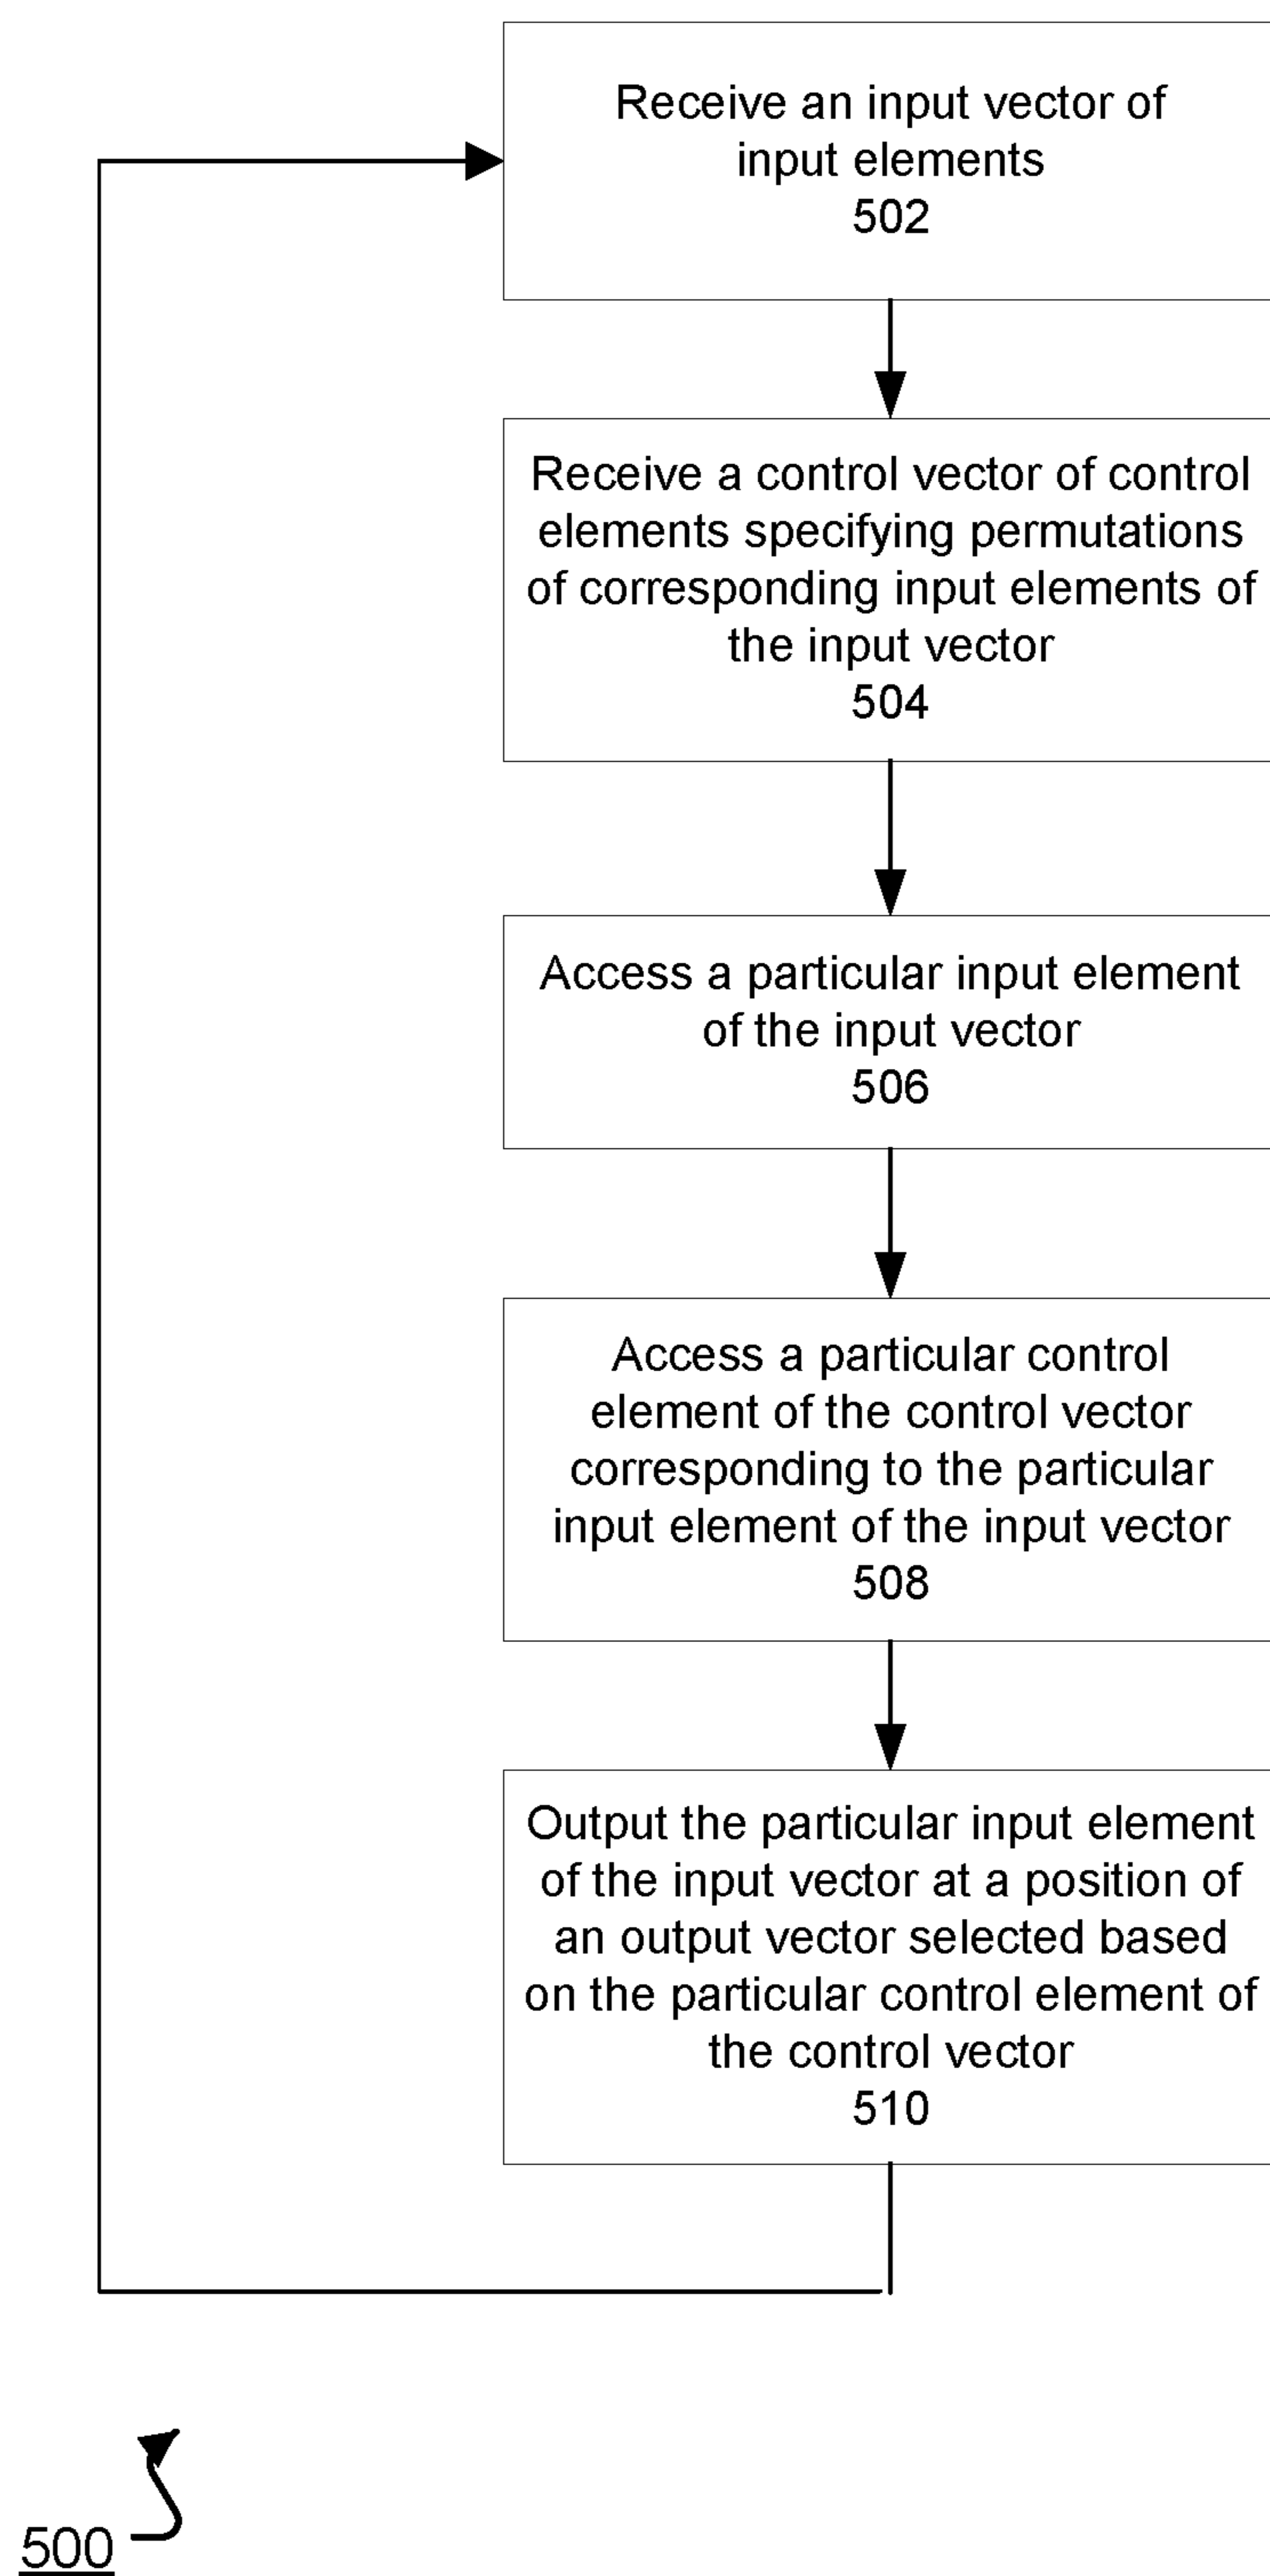 Receive an input vector of
input elements
502
Receive a control vector of control
elements specifying permutations
of corresponding input elements of
the input vector
504
Access a particular input element
of the input vector
506
Access a particular control
element of the control vector
corresponding to the particular
input element of the input vector
508
Output the particular input element
of the input vector at a position of
an output vector selected based
on the particular control element of
the control vector
510
500